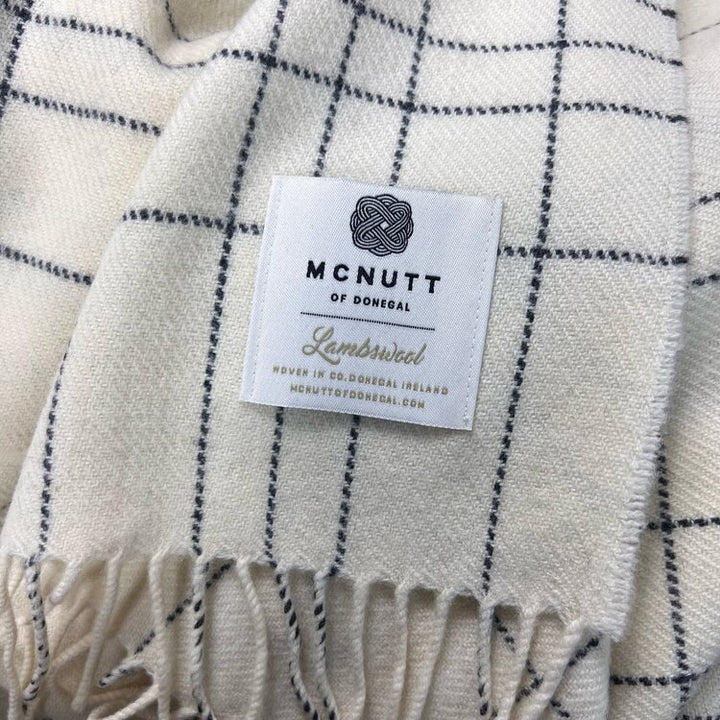 MCNUTT
OF DONEGAL
Lambswool
WOVEN IN CO.DONEGAL IRELAND
MCNUTTOFDONEGAL.COM